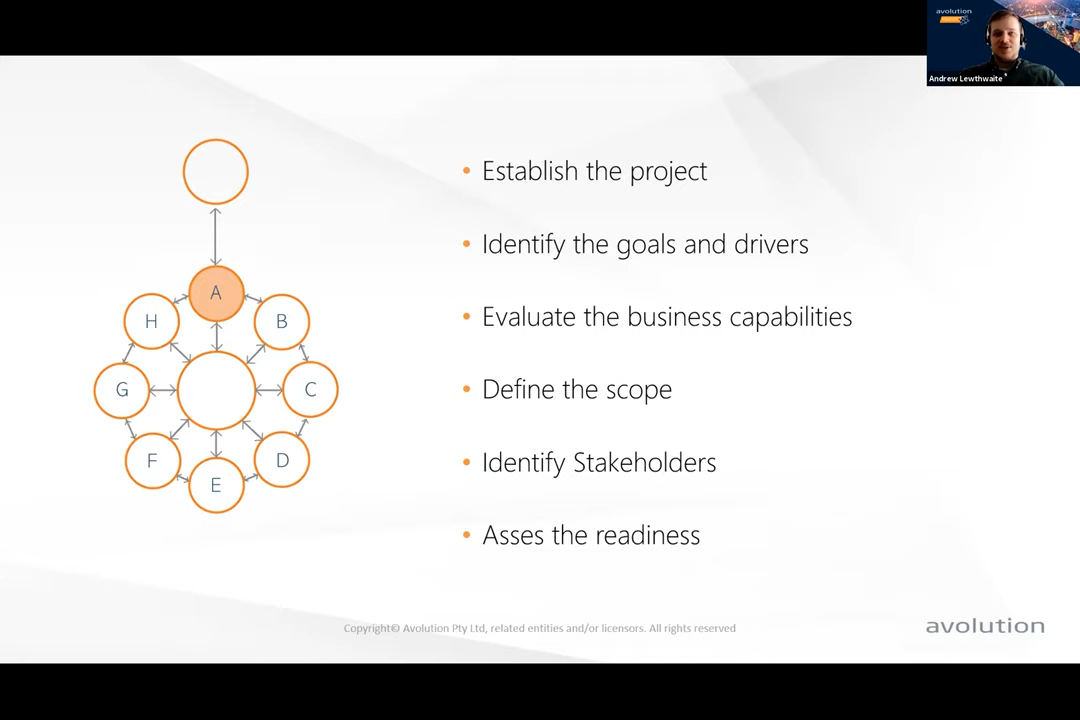 avolution
Andrew Lewthwaite
• Establish the project
• Identify the goals and drivers
• Evaluate the business capabilities
• Define the scope
• Identify Stakeholders
• Asses the readiness
A
H
B
G
C
F
D
E
Copyright© Avolution Pty Ltd, related entities and/or licensors. All rights reserved
avolution